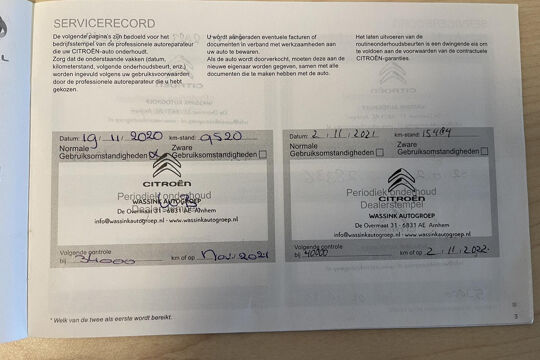 SERVICERECORD
De volgende pagina's zijn bedoeld voor het
bedrijfsstempel van de professionele autoreparateur
die uw CITROËN-auto onderhoudt.
Zorg dat de onderstaande vakken (datum,
kilometerstand, volgende onderhoudsbeurt, enz.)
worden ingevuld volgens uw gebruiksvoorwaarden
door de professionele autoreparateur die u hebt
gekozen.
U wordt aangeraden eventuele facturen of
documenten in verband met werkzaamheden aan
uw auto te bewaren.
Als de auto wordt doorverkocht, moeten deze aan de
nieuwe eigenaar worden gegeven, samen met alle
documenten die te maken hebben met de auto.
Het laten uitvoeren van de
routineonderhoudsbeurten is een dwingende eis om
te voldoen aan de voorwaarden van de contractuele
CITROËN-garanties.
Datum: 19.11.2020 km-stand: 9520
Normale Zware
Gebruiksomstandigheden Gebruiksomstandigheden
CITROËN
Periodiek onderhoud
WASSINK AUTOGROEP
De Overmaat 31 - 6831 AE Arnhem
info@wassinkautogroep.nl - www.wassinkautogroep.nl
Volgende controle
bij 34000 km of op Nov. 2021
Datum: 2.11.2021 km-stand: 15484
Normale Zware
Gebruiksomstandigheden Gebruiksomstandigheden
CITROËN
Periodiek onderhoud
Dealerstempel
WASSINK AUTOGROEP
De Overmaat 31 - 6831 AE Arnhem
info@wassinkautogroep.nl - www.wassinkautogroep.nl
Volgende controle
bij 40000 km of op 2.11.2022
* Welk van de twee als eerste wordt bereikt.
3